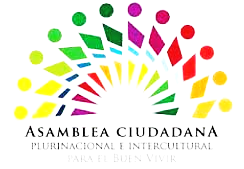 ASAMBLEA CIUDADANA
PLURINACIONAL E INTERCULTURAL
PARA EL BUEN VIVIR